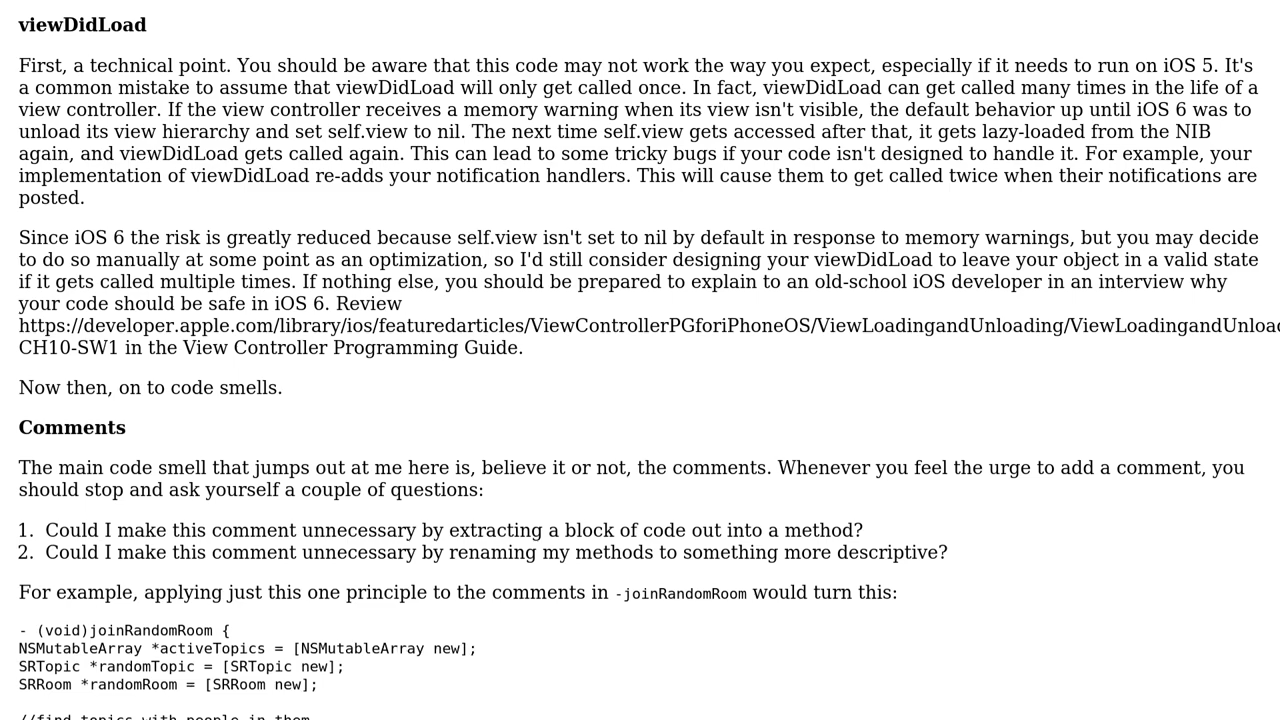 viewDidLoad
First, a technical point. You should be aware that this code may not work the way you expect, especially if it needs to run on iOS 5. It's
a common mistake to assume that viewDidLoad will only get called once. In fact, viewDidLoad can get called many times in the life of a
view controller. If the view controller receives a memory warning when its view isn't visible, the default behavior up until iOS 6 was to
unload its view hierarchy and set self.view to nil. The next time self.view gets accessed after that, it gets lazy-loaded from the NIB
again, and viewDidLoad gets called again. This can lead to some tricky bugs if your code isn't designed to handle it. For example, your
implementation of viewDidLoad re-adds your notification handlers. This will cause them to get called twice when their notifications are
posted.
Since iOS 6 the risk is greatly reduced because self.view isn't set to nil by default in response to memory warnings, but you may decide
to do so manually at some point as an optimization, so I'd still consider designing your viewDidLoad to leave your object in a valid state
if it gets called multiple times. If nothing else, you should be prepared to explain to an old-school iOS developer in an interview why
your code should be safe in iOS 6. Review
https://developer.apple.com/library/ios/featuredarticles/ViewControllerPGforiPhoneOS/ViewLoadingandUnloading/ViewLoadingandUnloa
CH10-SW1 in the View Controller Programming Guide.
Now then, on to code smells.
Comments
The main code smell that jumps out at me here is, believe it or not, the comments. Whenever you feel the urge to add a comment, you
should stop and ask yourself a couple of questions:
1. Could I make this comment unnecessary by extracting a block of code out into a method?
2. Could I make this comment unnecessary by renaming my methods to something more descriptive?
For example, applying just this one principle to the comments in -joinRandomRoom would turn this:
- (void)joinRandomRoom {
NSMutableArray *activeTopics = [NSMutableArray new];
SRTopic *randomTopic = [SRTopic new];
SRRoom *randomRoom = [SRRoom new];
//find topics with people in them